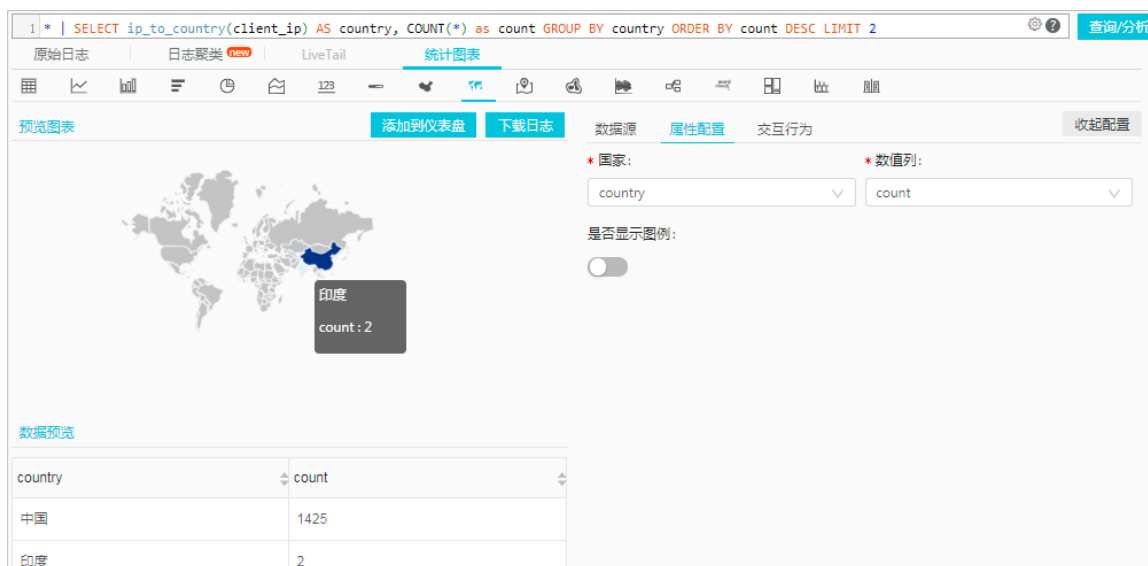 1 * | SELECT ip_to_country(client_ip) AS country, COUNT(*) as count GROUP BY country ORDER BY count DESC LIMIT 2
查询/分析
原始日志 日志聚类 new LiveTail 统计图表
123
预览图表 添加到仪表盘 下载日志
数据源 属性配置 交互行为 收起配置
* 国家: * 数值列:
country count
是否显示图例:
印度
count : 2
数据预览
country count
中国 1425
印度 2